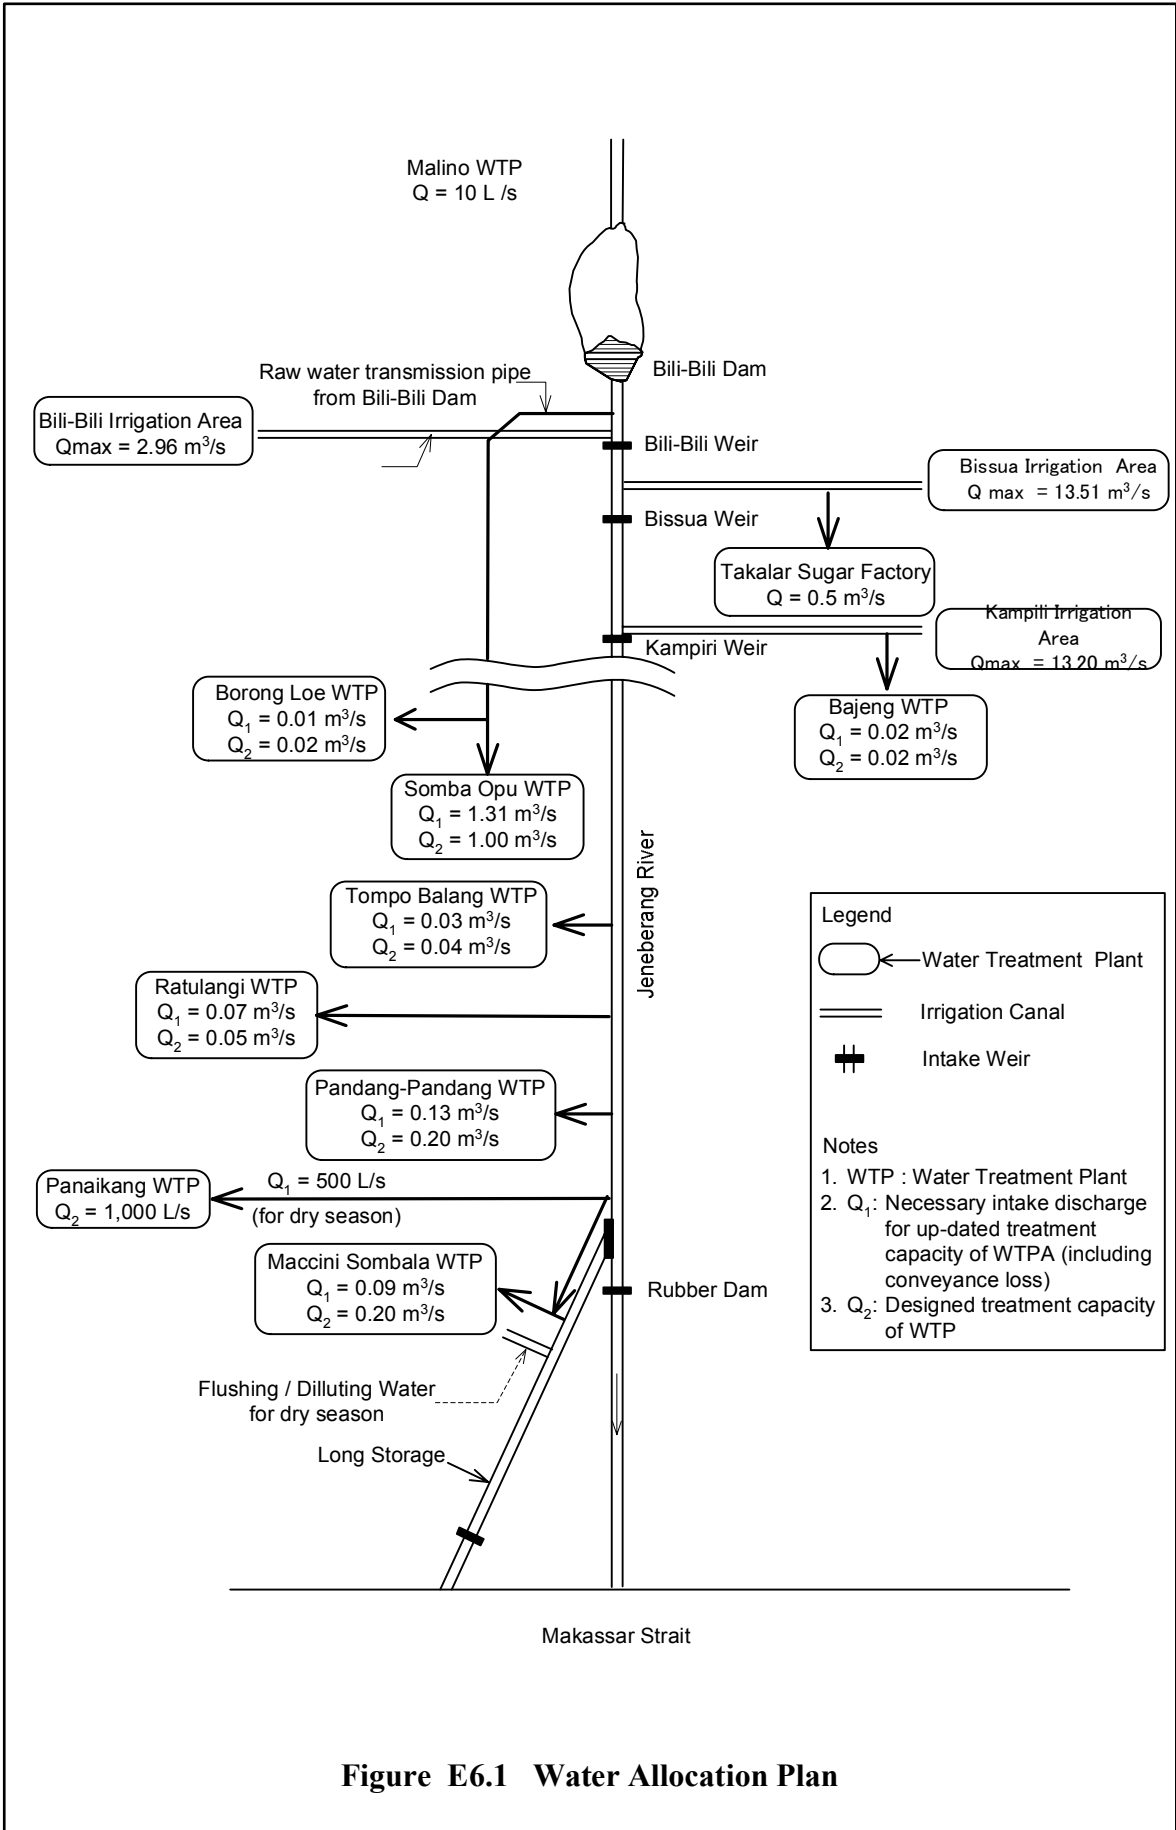 Malino WTP
Q = 10 L /s
Bili-Bili Dam
Raw water transmission pipe
from Bili-Bili Dam
Bili-Bili Irrigation Area
Qmax = 2.96 m³/s
Bili-Bili Weir
Bissua Irrigation Area
Q max = 13.51 m³/s
Bissua Weir
Takalar Sugar Factory
Q = 0.5 m³/s
Kampili Irrigation
Area
Qmax = 13.20 m³/s
Kampiri Weir
Borong Loe WTP
Q₁ = 0.01 m³/s
Q₂ = 0.02 m³/s
Bajeng WTP
Q₁ = 0.02 m³/s
Q₂ = 0.02 m³/s
Somba Opu WTP
Q₁ = 1.31 m³/s
Q₂ = 1.00 m³/s
Jeneberang River
Tompo Balang WTP
Q₁ = 0.03 m³/s
Q₂ = 0.04 m³/s
Ratulangi WTP
Q₁ = 0.07 m³/s
Q₂ = 0.05 m³/s
Pandang-Pandang WTP
Q₁ = 0.13 m³/s
Q₂ = 0.20 m³/s
Panaikang WTP
Q₂ = 1,000 L/s
Q₁ = 500 L/s
(for dry season)
Maccini Sombala WTP
Q₁ = 0.09 m³/s
Q₂ = 0.20 m³/s
Rubber Dam
Flushing / Dilluting Water
for dry season
Long Storage
Legend
Water Treatment Plant
Irrigation Canal
Intake Weir
Notes
1. WTP : Water Treatment Plant
2. Q₁: Necessary intake discharge
for up-dated treatment
capacity of WTPA (including
conveyance loss)
3. Q₂: Designed treatment capacity
of WTP
Makassar Strait
Figure E6.1 Water Allocation Plan